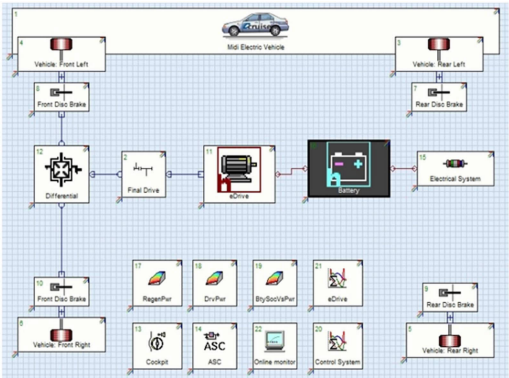 1
Cruise
Midi Electric Vehicle
4
3
Vehicle: Front Left
Vehicle: Rear Left
8
7
Front Disc Brake
Rear Disc Brake
12
2
11
15
Differential
Final Drive
eDrive
Battery
Electrical System
17
18
19
21
10
9
Front Disc Brake
RegenPwr
DrvPwr
BtySocVsPwr
eDrive
Rear Disc Brake
6
13
14
22
20
5
ASC
Vehicle: Front Right
Cockpit
ASC
Online monitor
Control System
Vehicle: Rear Right